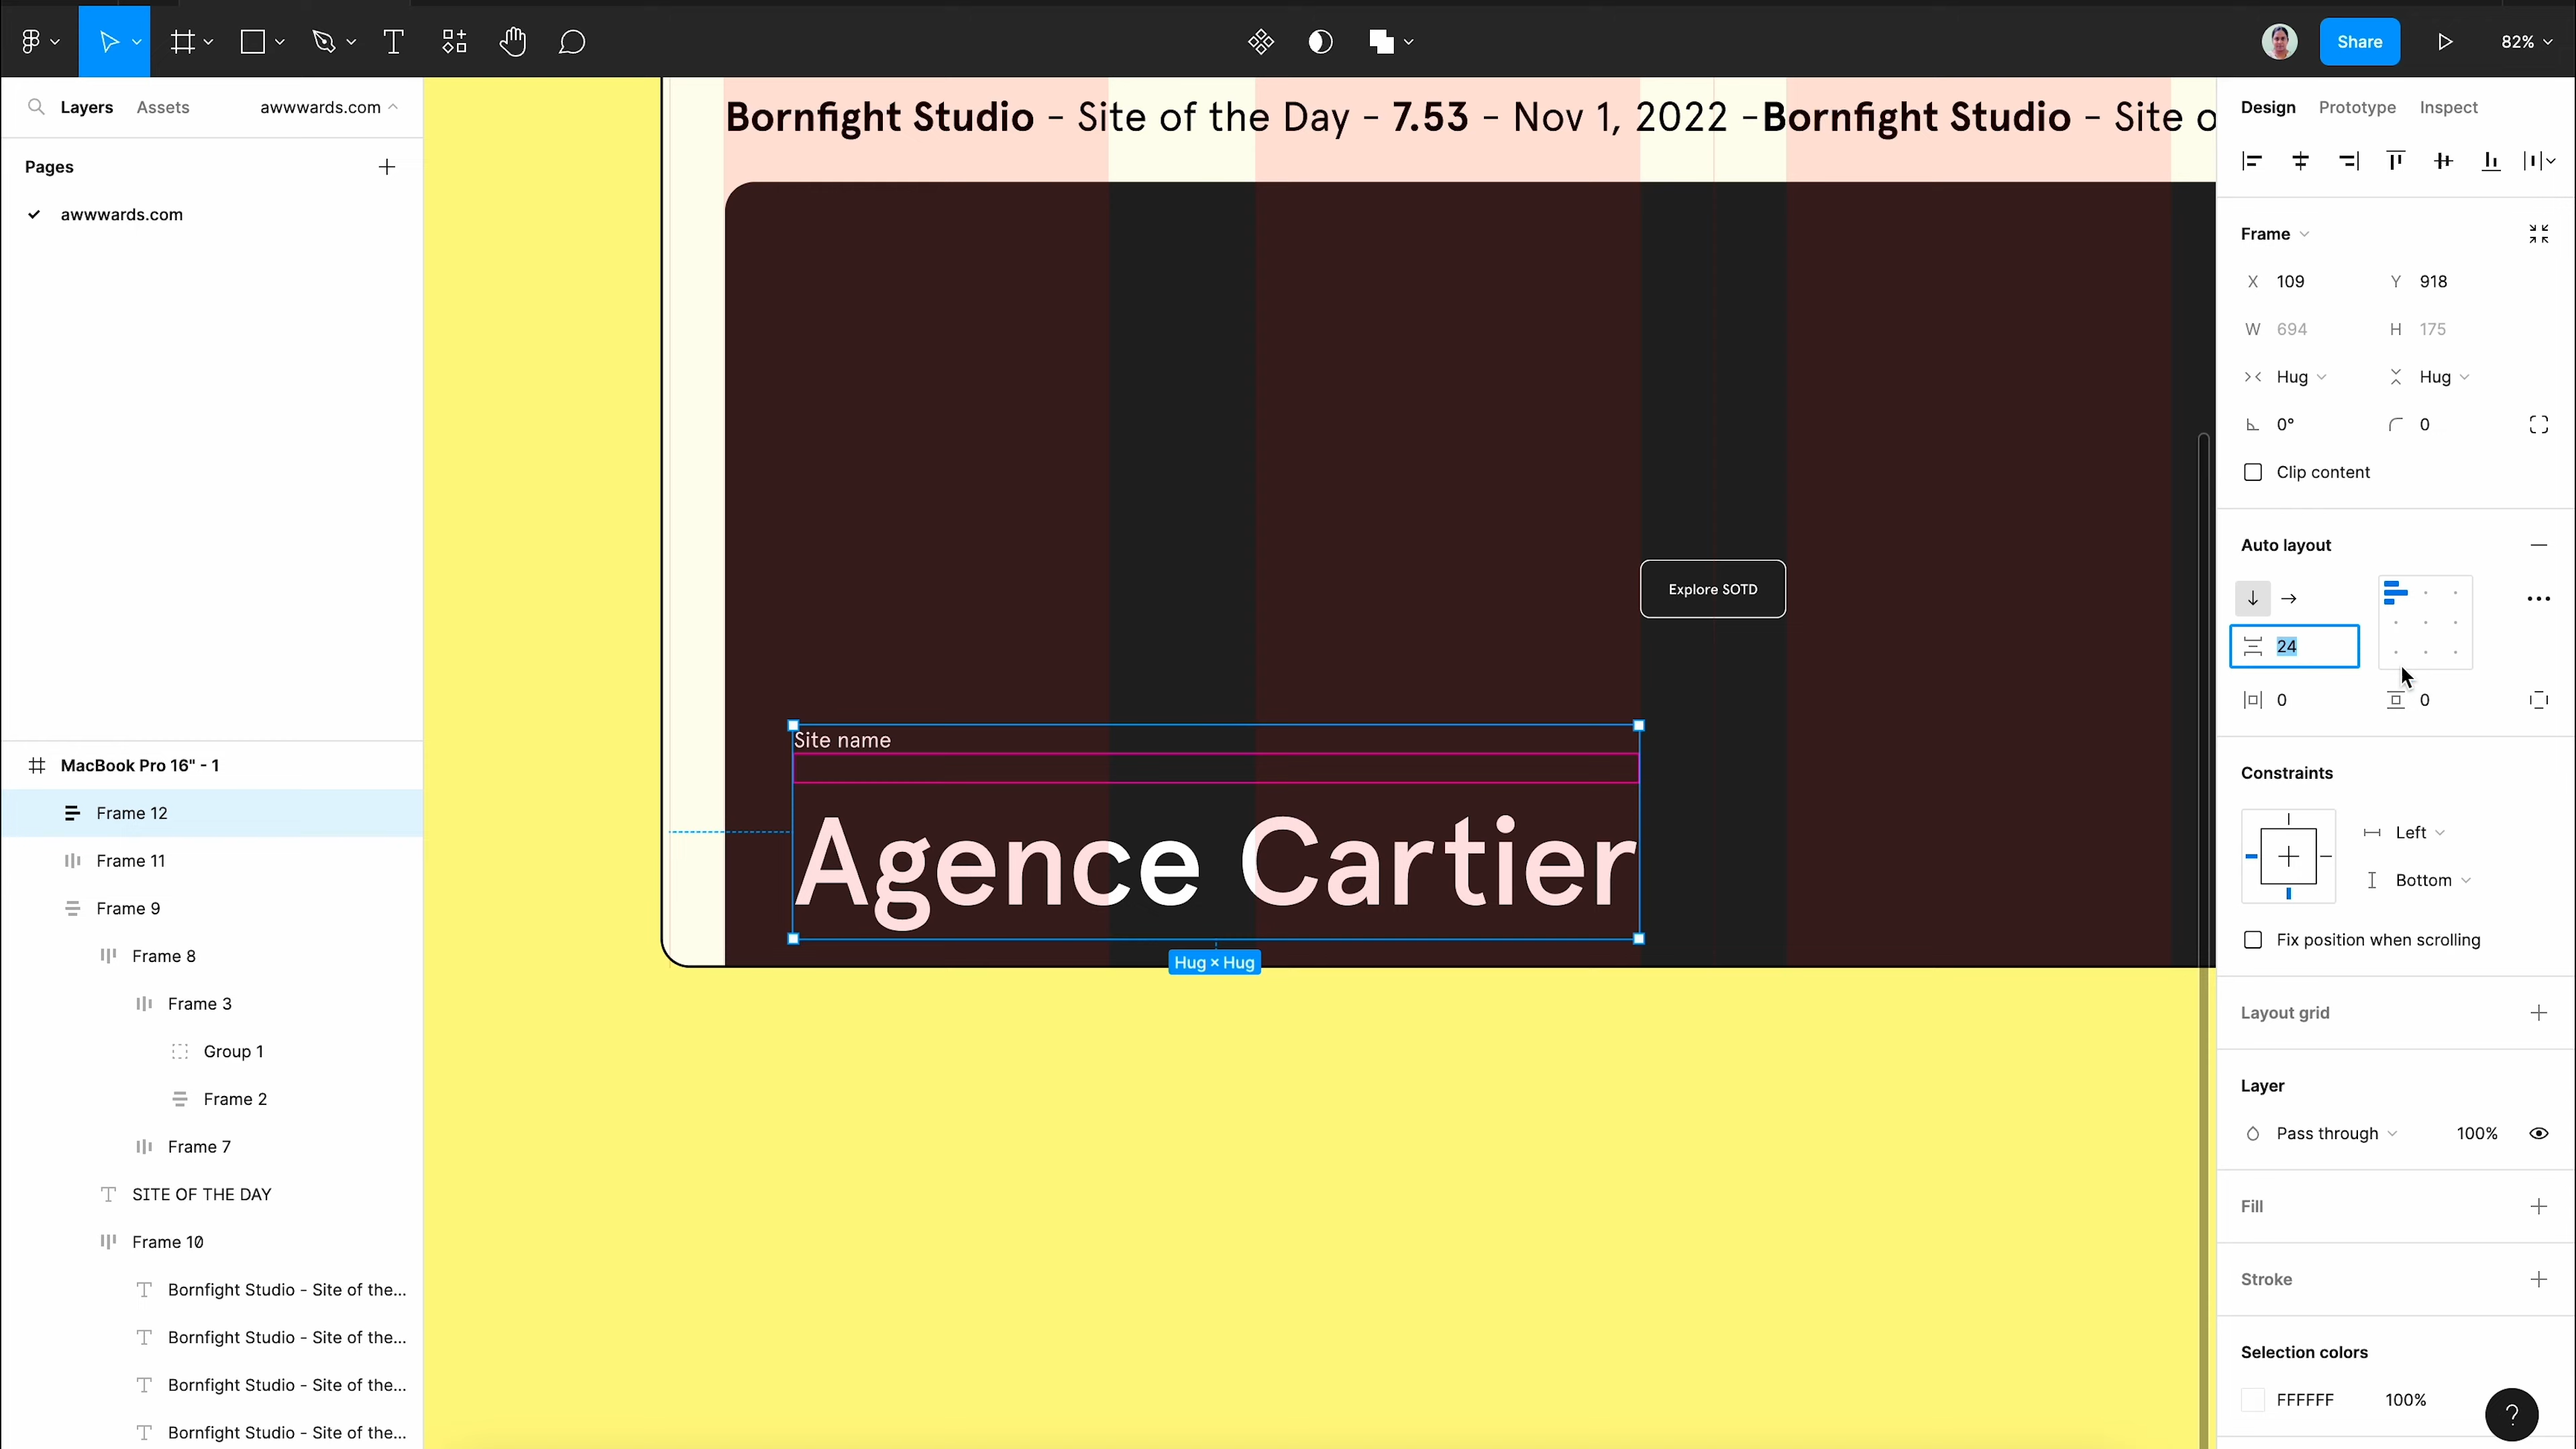 Share
82%
Layers
Assets
awwwards.com
Pages
awwwards.com
MacBook Pro 16" - 1
Frame 12
Frame 11
Frame 9
Frame 8
Frame 3
Group 1
Frame 2
Frame 7
SITE OF THE DAY
Frame 10
Bornfight Studio - Site of the...
Bornfight Studio - Site of the...
Bornfight Studio - Site of the...
Bornfight Studio - Site of the...
Bornfight Studio - Site of the Day - 7.53 - Nov 1, 2022 -Bornfight Studio - Site o
Explore SOTD
Site name
Agence Cartier
Hug × Hug
Design Prototype Inspect
Frame
X 109 Y 918
W 694 H 175
Hug Hug
0° 0
Clip content
Auto layout
24
0 0
Constraints
Left
Bottom
Fix position when scrolling
Layout grid
Layer
Pass through 100%
Fill
Stroke
Selection colors
FFFFFF 100%
?